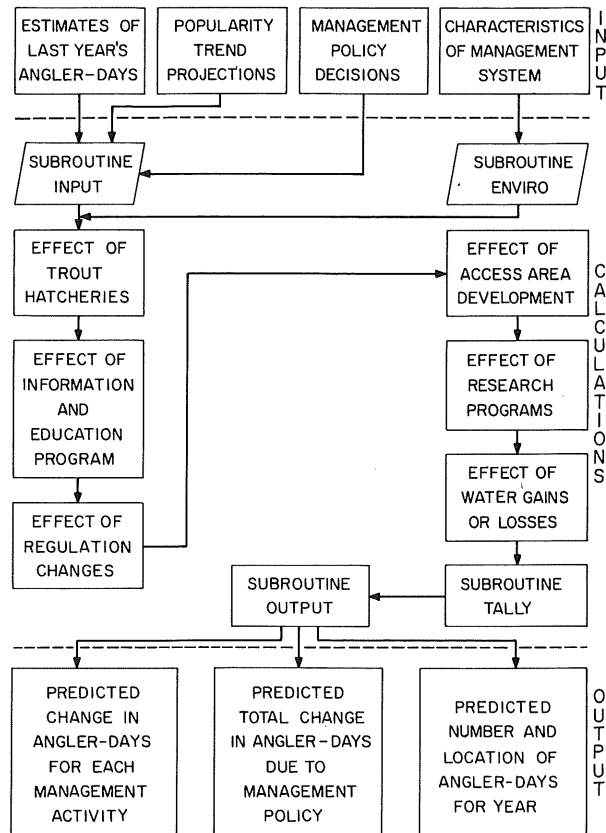 ESTIMATES OF
LAST YEAR'S
ANGLER-DAYS
POPULARITY
TREND
PROJECTIONS
MANAGEMENT
POLICY
DECISIONS
CHARACTERISTICS
OF MANAGEMENT
SYSTEM
INPUT
SUBROUTINE
INPUT
SUBROUTINE
ENVIRO
EFFECT OF
TROUT
HATCHERIES
EFFECT OF
INFORMATION
AND
EDUCATION
PROGRAM
EFFECT OF
REGULATION
CHANGES
EFFECT OF
ACCESS AREA
DEVELOPMENT
EFFECT OF
RESEARCH
PROGRAMS
EFFECT OF
WATER GAINS
OR LOSSES
CALCULATIONS
SUBROUTINE
OUTPUT
SUBROUTINE
TALLY
PREDICTED
CHANGE IN
ANGLER-DAYS
FOR EACH
MANAGEMENT
ACTIVITY
PREDICTED
TOTAL CHANGE
IN ANGLER-DAYS
DUE TO
MANAGEMENT
POLICY
PREDICTED
NUMBER AND
LOCATION OF
ANGLER-DAYS
FOR YEAR
OUTPUT